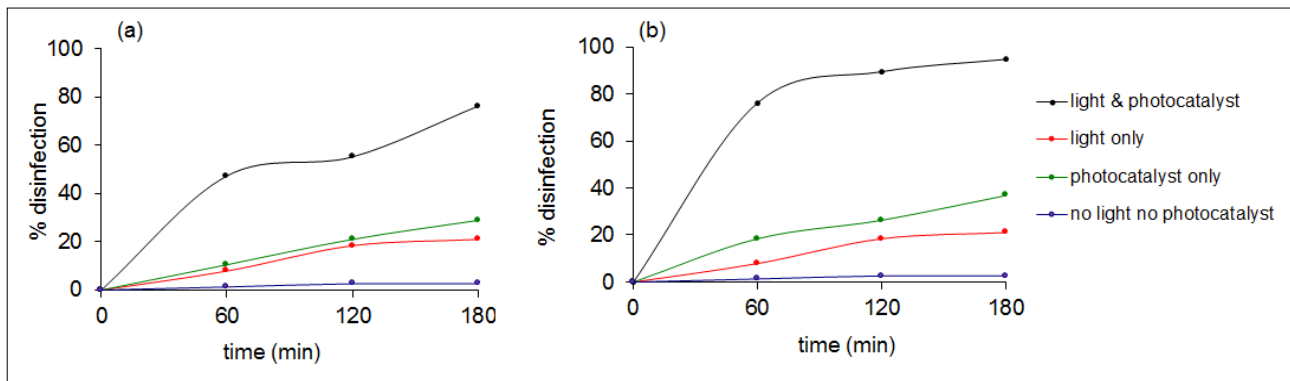 (a)
100
80
60
40
20
0
% disinfection
0 60 120 180
time (min)
(b)
100
80
60
40
20
0
% disinfection
0 60 120 180
time (min)
light & photocatalyst
light only
photocatalyst only
no light no photocatalyst